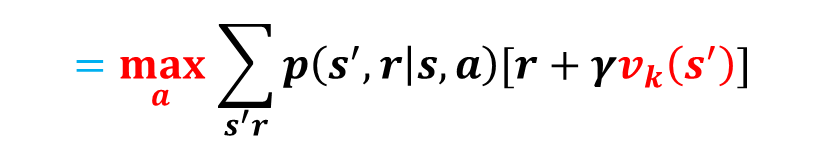 = max_a ∑_{s′r} p(s′, r|s, a)[r + γv_k(s′)]